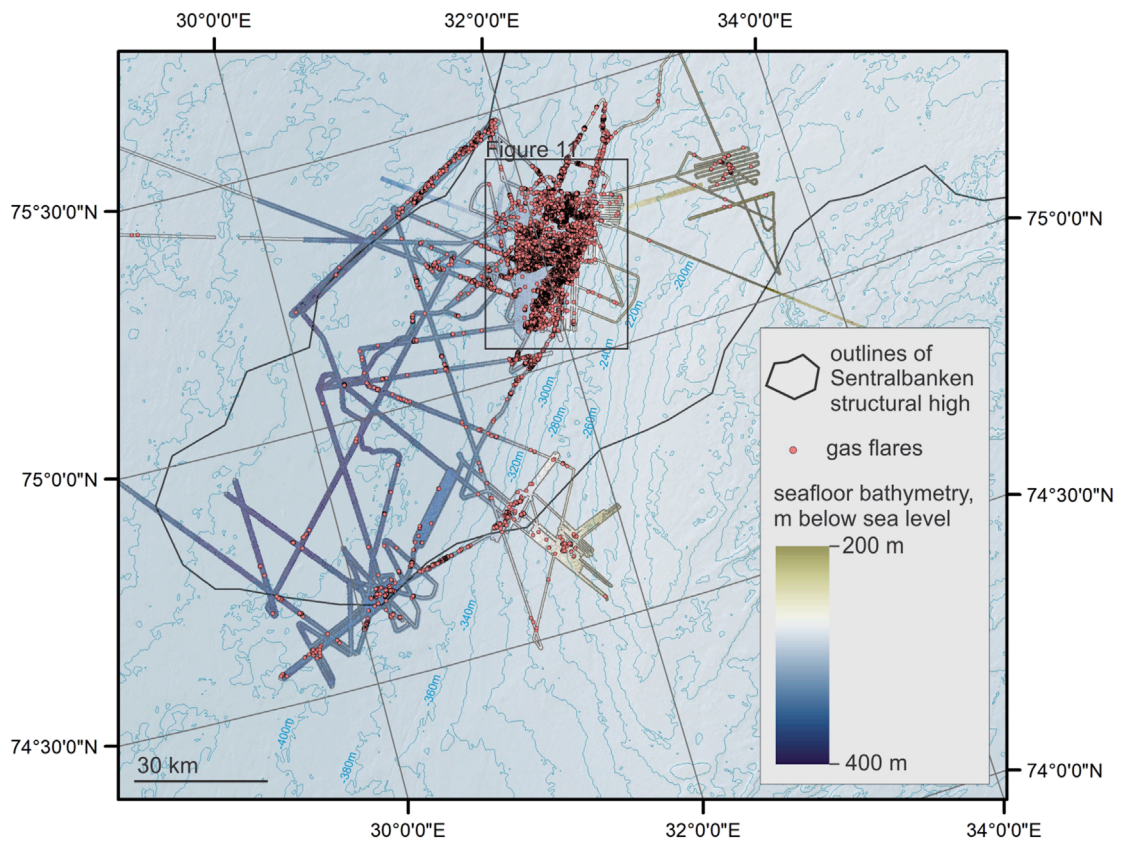 30°0'0"E 32°0'0"E 34°0'0"E
Figure 11
75°30'0"N
75°0'0"N
-200m
220m
-240m
-300m
-280m
-260m
320m
75°0'0"N
74°30'0"N
-340m
-360m
-400m
-380m
74°30'0"N
74°0'0"N
outlines of
Sentralbanken
structural high
gas flares
seafloor bathymetry,
m below sea level
200 m
400 m
30 km
30°0'0"E 32°0'0"E 34°0'0"E